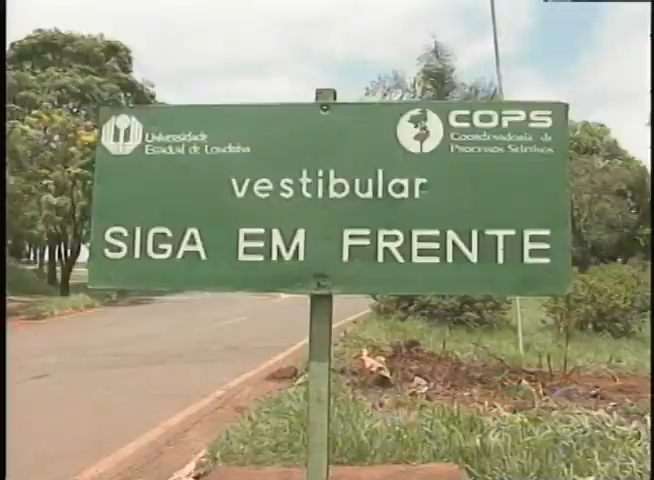 Universidade
Estadual de Londrina
COPS
Coordenadoria de
Processos Seletivos
vestibular
SIGA EM FRENTE